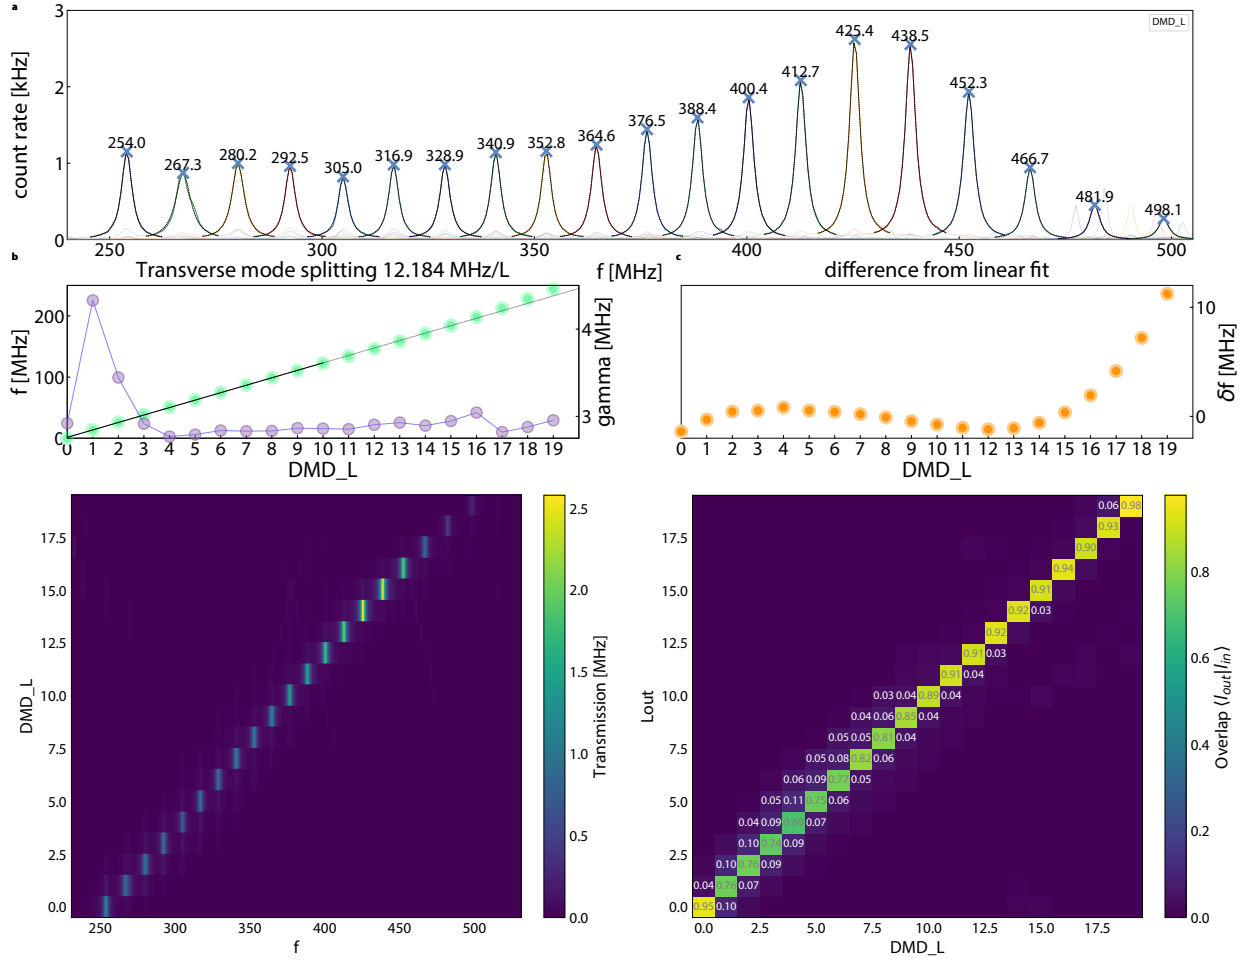 a
count rate [kHz]
3
2
1
0
DMD_L
254.0
267.3
280.2
292.5
305.0
316.9
328.9
340.9
352.8
364.6
376.5
388.4
400.4
412.7
425.4
438.5
452.3
466.7
481.9
498.1
250 300 350 400 450 500
f [MHz]
b
Transverse mode splitting 12.184 MHz/L
f [MHz]
200
100
0
gamma [MHz]
4
3
0 1 2 3 4 5 6 7 8 9 10 11 12 13 14 15 16 17 18 19
DMD_L
c
difference from linear fit
δf [MHz]
10
0
0 1 2 3 4 5 6 7 8 9 10 11 12 13 14 15 16 17 18 19
DMD_L
DMD_L
17.5
15.0
12.5
10.0
7.5
5.0
2.5
0.0
250 300 350 400 450 500
f
2.5
2.0
1.5
1.0
0.5
0.0
Transmission [MHz]
Lout
17.5
15.0
12.5
10.0
7.5
5.0
2.5
0.0
0.06 0.98
0.93
0.90
0.94
0.91
0.92 0.03
0.92
0.91 0.03
0.91 0.04
0.03 0.04 0.89 0.04
0.04 0.06 0.85 0.04
0.05 0.05 0.81 0.04
0.05 0.08 0.82 0.06
0.06 0.09 0.77 0.05
0.05 0.11 0.75 0.06
0.04 0.09 0.07
0.10 0.74 0.09
0.10 0.76 0.09
0.04 0.76 0.07
0.95 0.10
0.0 2.5 5.0 7.5 10.0 12.5 15.0 17.5
DMD_L
0.8
0.6
0.4
0.2
0.0
Overlap ⟨l_out|l_in⟩